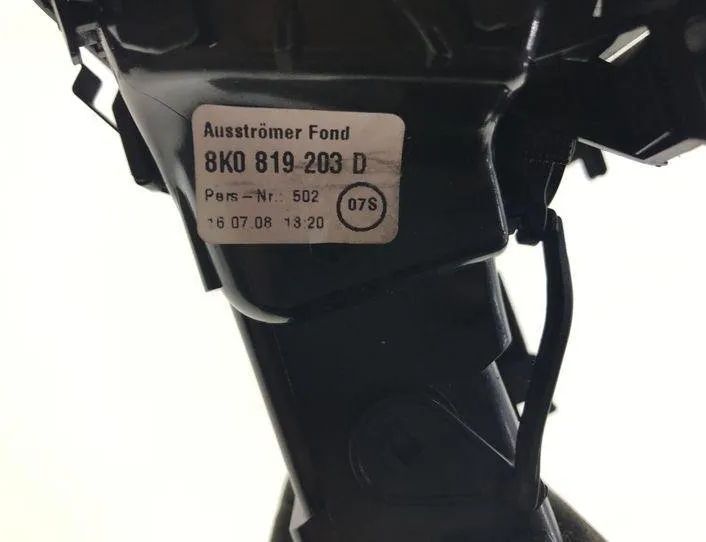 Ausströmer Fond
8K0 819 203 D
Pers-Nr.: 502
16.07.08 13:20
07S